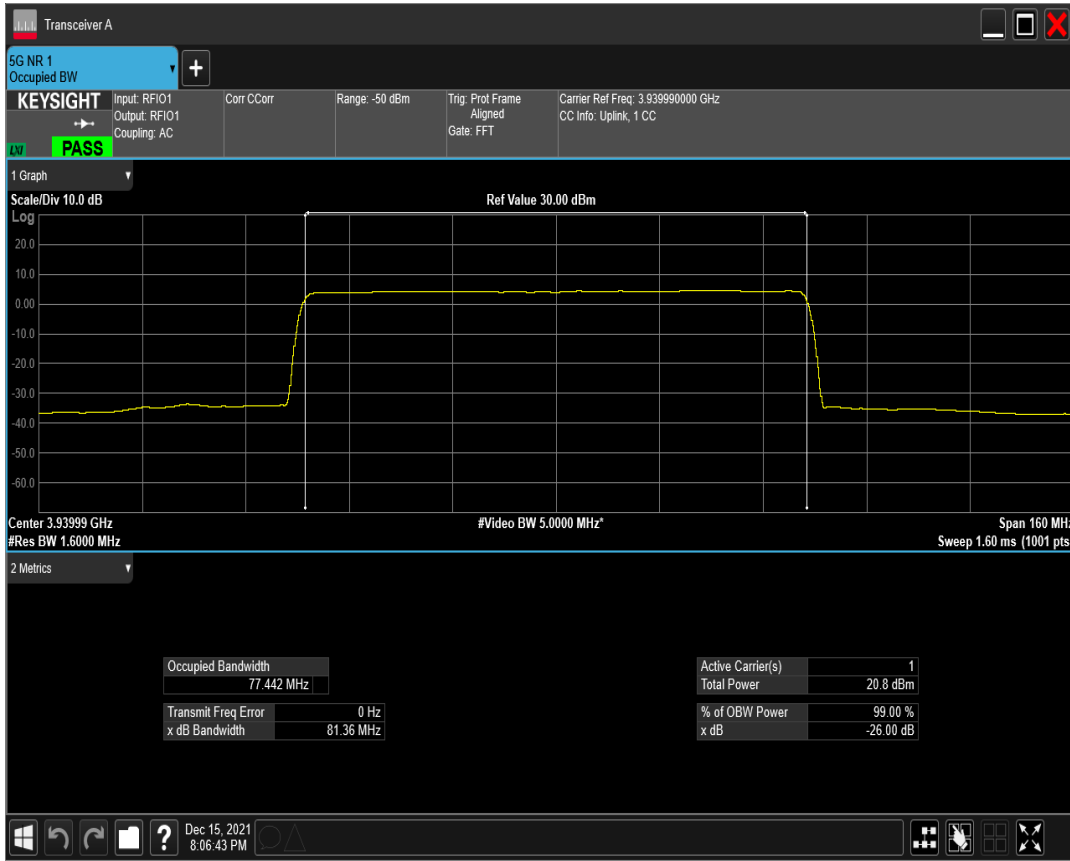 Transceiver A
5G NR 1
Occupied BW
KEYSIGHT
LXI
PASS
Input: RFIO1
Output: RFIO1
Coupling: AC
Corr CCorr
Range: -50 dBm
Trig: Prot Frame
Aligned
Gate: FFT
Carrier Ref Freq: 3.939990000 GHz
CC Info: Uplink, 1 CC
1 Graph
Scale/Div 10.0 dB
Ref Value 30.00 dBm
Log
20.0
10.0
0.00
-10.0
-20.0
-30.0
-40.0
-50.0
-60.0
Center 3.93999 GHz
#Video BW 5.0000 MHz*
Span 160 MHz
#Res BW 1.6000 MHz
Sweep 1.60 ms (1001 pts
2 Metrics
Occupied Bandwidth
77.442 MHz
Transmit Freq Error 0 Hz
x dB Bandwidth 81.36 MHz
Active Carrier(s) 1
Total Power 20.8 dBm
% of OBW Power 99.00 %
x dB -26.00 dB
?
Dec 15, 2021
8:06:43 PM